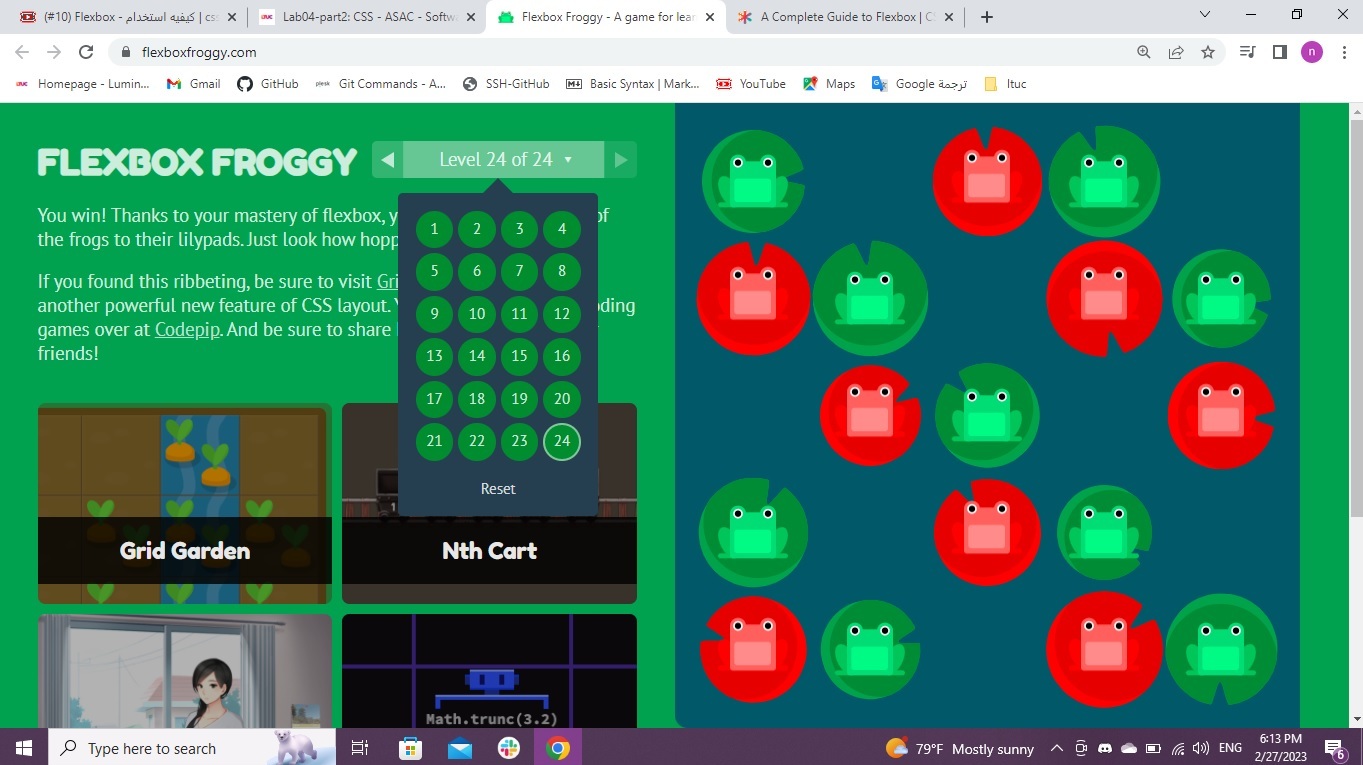 (#10) Flexbox - كيفيه استخدام | css
Lab04-part2: CSS - ASAC - Softwa
Flexbox Froggy - A game for lear
A Complete Guide to Flexbox | CS
flexboxfroggy.com
n
Homepage - Lumin...
Gmail
GitHub
plesk
Git Commands - A...
SSH-GitHub
Basic Syntax | Mark...
YouTube
Maps
Google ترجمة
ltuc
FLEXBOX FROGGY
Level 24 of 24
You win! Thanks to your mastery of flexbox, y
of
the frogs to their lilypads. Just look how hopp
If you found this ribbeting, be sure to visit Gri
another powerful new feature of CSS layout. Y
oding
games over at Codepip. And be sure to share
friends!
1 2 3 4
5 6 7 8
9 10 11 12
13 14 15 16
17 18 19 20
21 22 23 24
Reset
Grid Garden
Nth Cart
Math.trunc(3.2)
Type here to search
79°F Mostly sunny
ENG
6:13 PM
2/27/2023
6